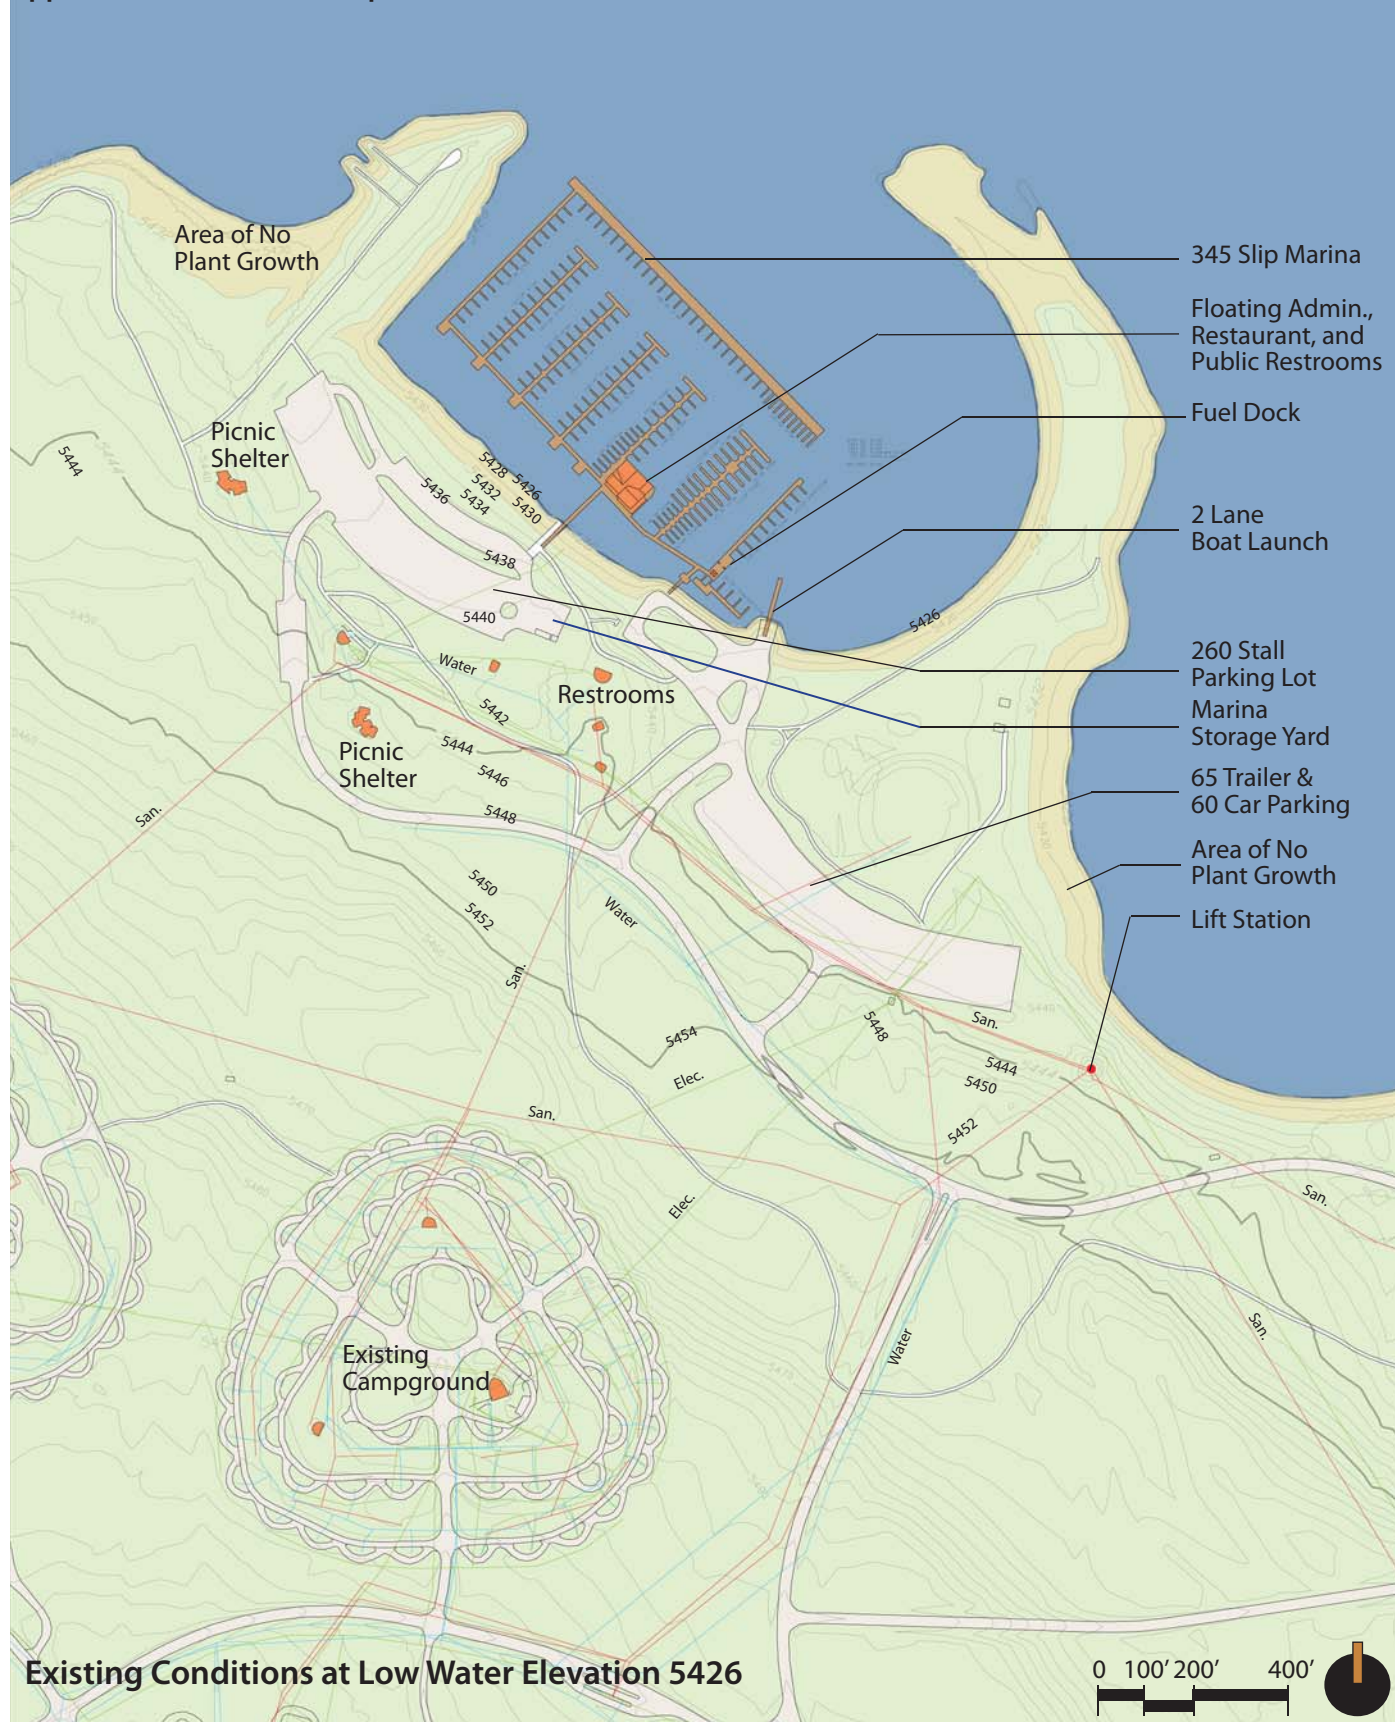 Area of No
Plant Growth
345 Slip Marina
Floating Admin.,
Restaurant, and
Public Restrooms
Fuel Dock
Picnic
Shelter
5444
5444
5428
5426
5432
5436
5434
5430
2 Lane
Boat Launch
5438
5440
5426
260 Stall
Parking Lot
Water
Restrooms
Marina
Storage Yard
5442
5444
Picnic
Shelter
5446
65 Trailer &
60 Car Parking
San.
5448
Area of No
Plant Growth
5450
5452
Water
Lift Station
San.
5448
San.
5454
5444
Elec.
5450
San.
5452
Elec.
San.
Water
San.
Existing
Campground
Existing Conditions at Low Water Elevation 5426
0 100’ 200’ 400’